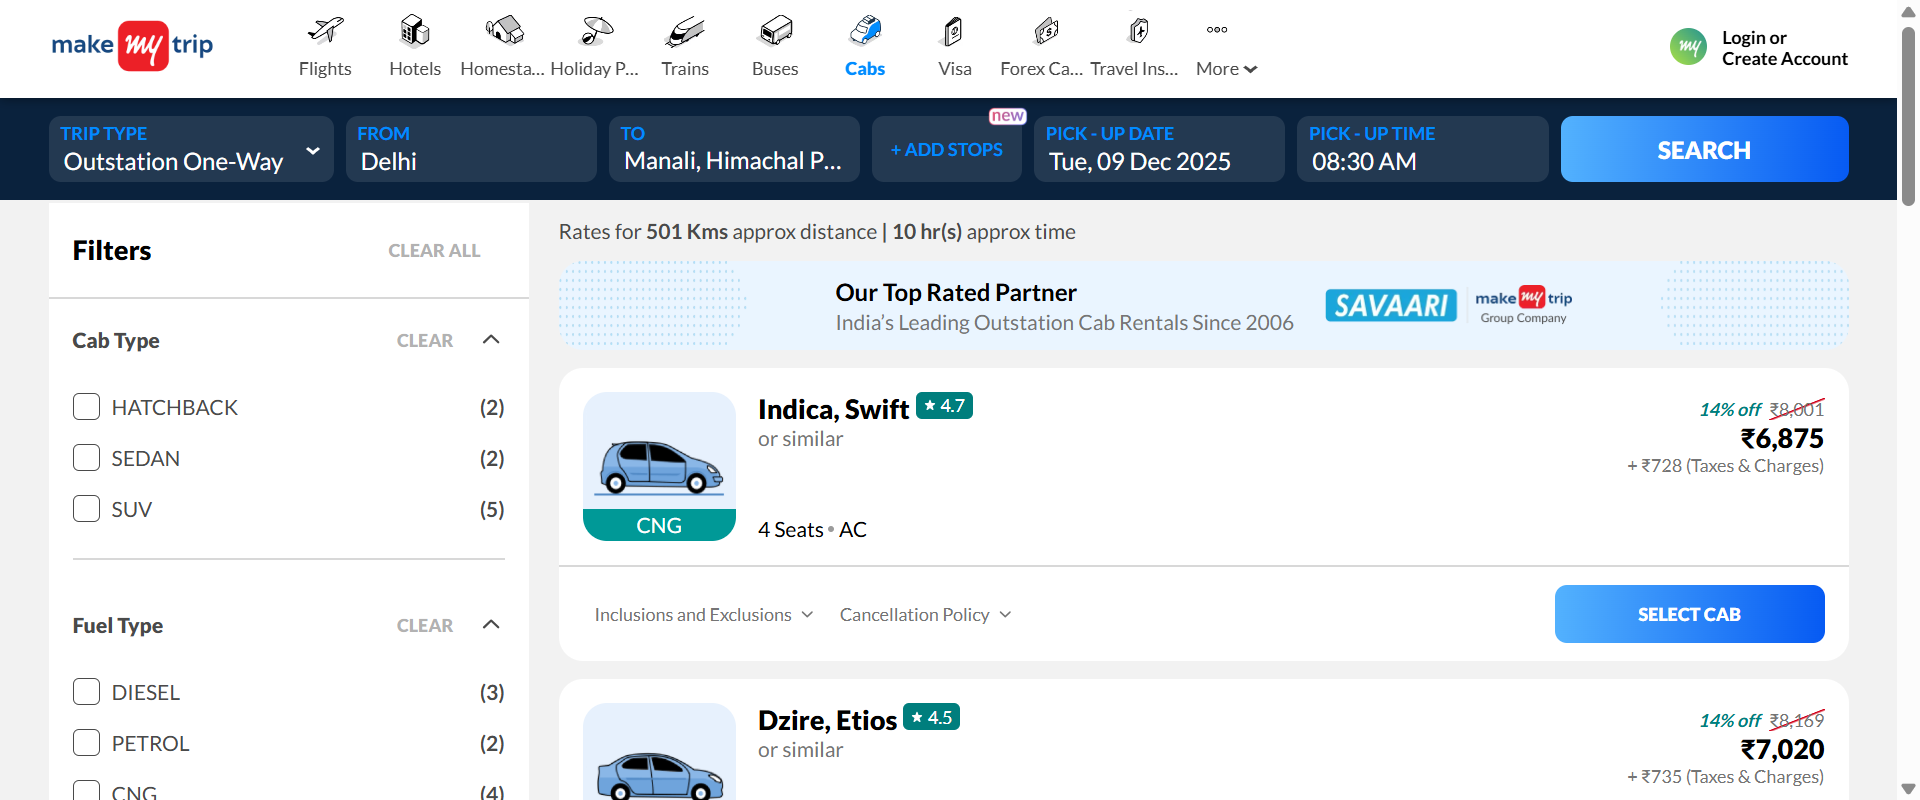 make my trip
Flights
Hotels
Homesta...
Holiday P...
Trains
Buses
Cabs
Visa
Forex Ca...
Travel Ins...
More
my
Login or
Create Account
TRIP TYPE
Outstation One-Way
FROM
Delhi
TO
Manali, Himachal P...
new
+ ADD STOPS
PICK - UP DATE
Tue, 09 Dec 2025
PICK - UP TIME
08:30 AM
SEARCH
Filters
CLEAR ALL
Cab Type
CLEAR
HATCHBACK (2)
SEDAN (2)
SUV (5)
Fuel Type
CLEAR
DIESEL (3)
PETROL (2)
CNG (4)
Rates for 501 Kms approx distance | 10 hr(s) approx time
Our Top Rated Partner
India's Leading Outstation Cab Rentals Since 2006
SAVAARI
make my trip
Group Company
Indica, Swift ★ 4.7
or similar
CNG
4 Seats • AC
14% off ₹8,001
₹6,875
+ ₹728 (Taxes & Charges)
Inclusions and Exclusions
Cancellation Policy
SELECT CAB
Dzire, Etios ★ 4.5
or similar
14% off ₹8,169
₹7,020
+ ₹735 (Taxes & Charges)